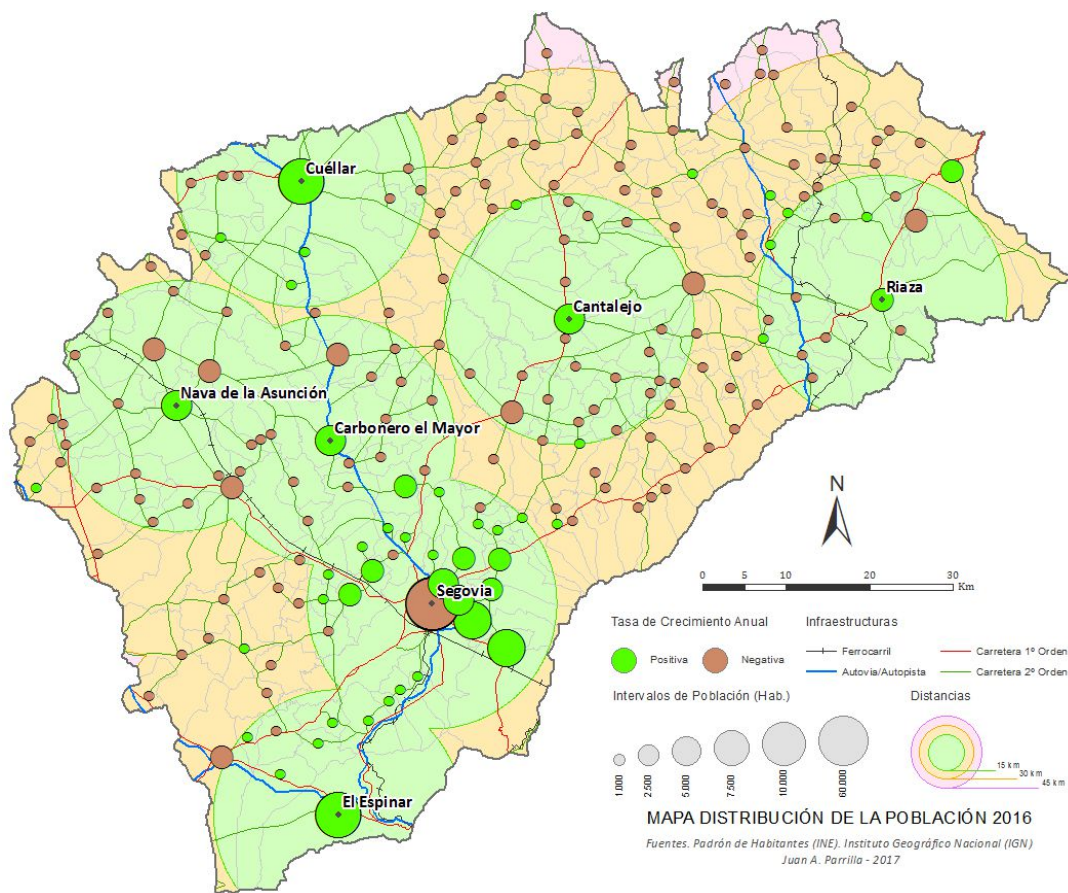 Cuéllar
Cantalejo
Riaza
Nava de la Asunción
Carbonero el Mayor
Segovia
El Espinar
N
0 5 10 20 30
Km
Tasa de Crecimiento Anual
Positiva
Negativa
Infraestructuras
Ferrocarril
Autovia/Autopista
Carretera 1º Orden
Carretera 2º Orden
Intervalos de Población (Hab.)
1.000
2.500
5.000
7.500
10.000
60.000
Distancias
15 km
30 km
45 km
MAPA DISTRIBUCIÓN DE LA POBLACIÓN 2016
Fuentes. Padrón de Habitantes (INE). Instituto Geográfico Nacional (IGN)
Juan A. Parrilla - 2017